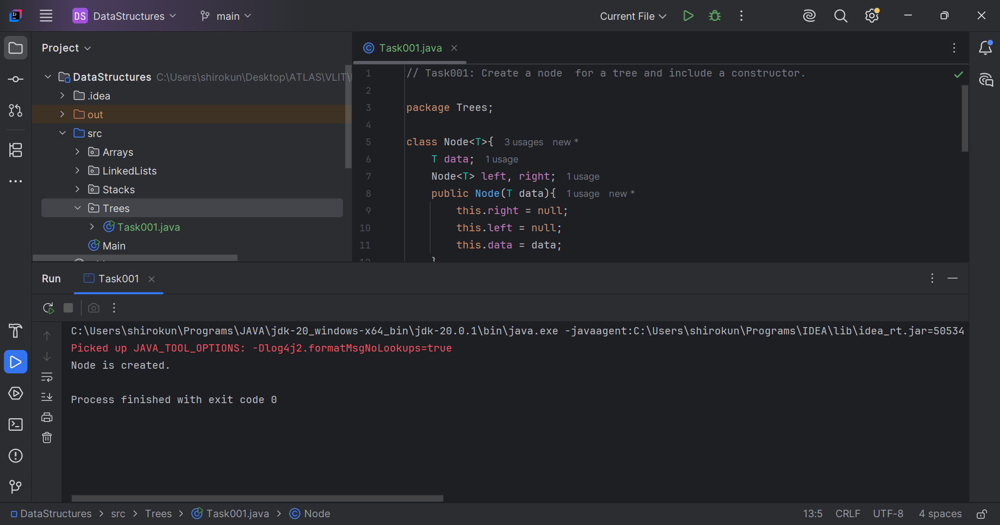 DS DataStructures main Current File
Project
Task001.java
DataStructures C:\Users\shirokun\Desktop\ATLAS\VLIT\
.idea
out
src
Arrays
LinkedLists
Stacks
Trees
Task001.java
Main
1 // Task001: Create a node  for a tree and include a constructor.
2
3 package Trees;
4
5 class Node<T>{ 3 usages new *
6 T data; 1 usage
7 Node<T> left, right; 1 usage
8 public Node(T data){ 1 usage new *
9 this.right = null;
10 this.left = null;
11 this.data = data;
12 }
Run Task001
C:\Users\shirokun\Programs\JAVA\jdk-20_windows-x64_bin\jdk-20.0.1\bin\java.exe -javaagent:C:\Users\shirokun\Programs\IDEA\lib\idea_rt.jar=50534
Picked up JAVA_TOOL_OPTIONS: -Dlog4j2.formatMsgNoLookups=true
Node is created.
Process finished with exit code 0
DataStructures > src > Trees > Task001.java > Node 13:5 CRLF UTF-8 4 spaces